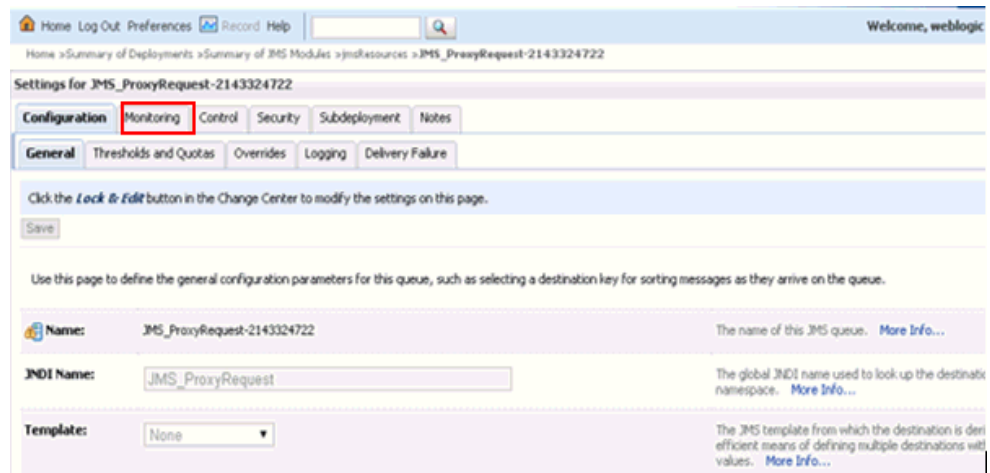 Home Log Out Preferences Record Help Welcome, weblogic
Home >Summary of Deployments >Summary of JMS Modules >jmsResources >JMS_ProxyRequest-2143324722
Settings for JMS_ProxyRequest-2143324722
Configuration Monitoring Control Security Subdeployment Notes
General Thresholds and Quotas Overrides Logging Delivery Failure
Click the Lock & Edit button in the Change Center to modify the settings on this page.
Save
Use this page to define the general configuration parameters for this queue, such as selecting a destination key for sorting messages as they arrive on the queue.
Name: JMS_ProxyRequest-2143324722 The name of this JMS queue. More Info...
JNDI Name: JMS_ProxyRequest The global JNDI name used to look up the destinatio
namespace. More Info...
Template: None The JMS template from which the destination is deri
efficient means of defining multiple destinations with
values. More Info...